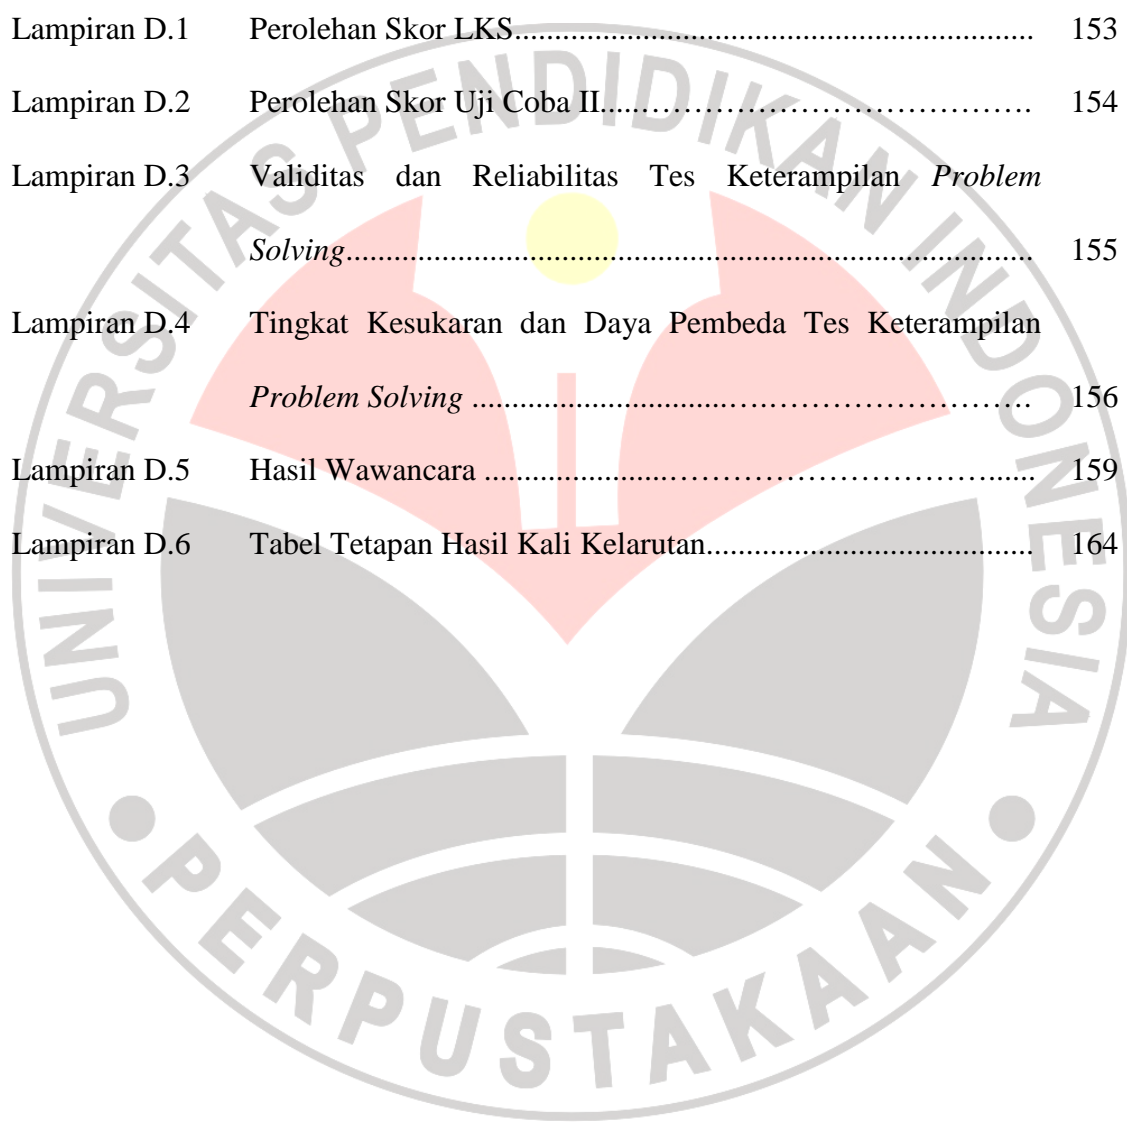 Lampiran D.1 Perolehan Skor LKS................................................................. 153
Lampiran D.2 Perolehan Skor Uji Coba II....……………………………………. 154
Lampiran D.3 Validitas dan Reliabilitas Tes Keterampilan Problem
Solving...................................................................................... 155
Lampiran D.4 Tingkat Kesukaran dan Daya Pembeda Tes Keterampilan
Problem Solving ................................…………………………. 156
Lampiran D.5 Hasil Wawancara .......................……………………………...... 159
Lampiran D.6 Tabel Tetapan Hasil Kali Kelarutan......................................... 164
UNIVERSITAS PENDIDIKAN INDONESIA
PERPUSTAKAAN